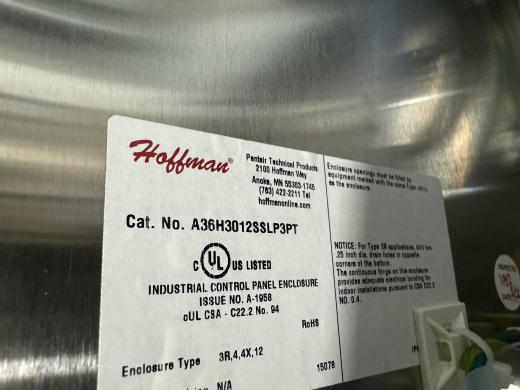 Hoffman®
Pentair Technical Products
2100 Hoffman Way
Anoka, MN 55303-1745
(763) 422-2211 Tel
hoffmanonline.com
Cat. No. A36H3012SSLP3PT
C UL US LISTED
INDUSTRIAL CONTROL PANEL ENCLOSURE
ISSUE NO. A-1958
cUL CSA - C22.2 No. 94
RoHS
Enclosure Type 3R,4,4X,12
15078
N/A
Enclosure openings must be filled by
equipment marked with the same Type rating
as the enclosure.
NOTICE: For Type 3R applications, drill two
.25 inch dia. drain holes in opposite
corners of the bottom.
The continuous hinge on this enclosure
provides adequate electrical bonding for
indoor installations pursuant to CSA C22.2
NO. 0.4.